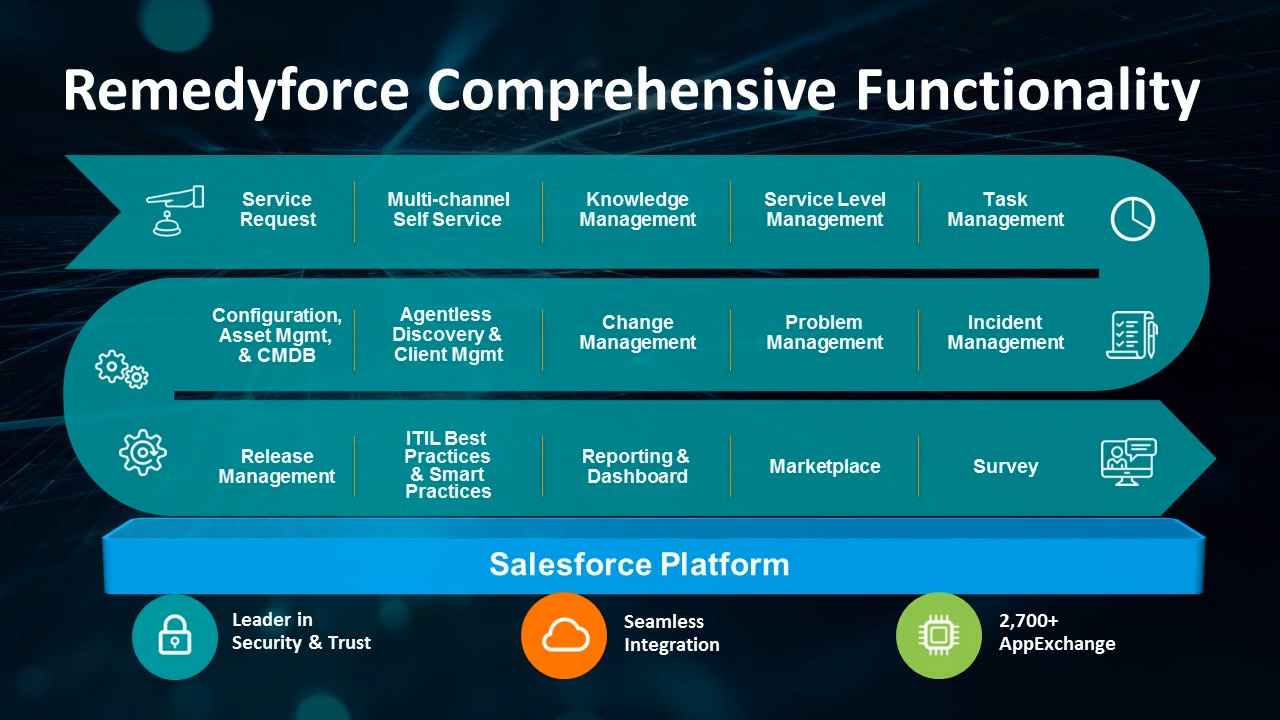 Remedyforce Comprehensive Functionality
Service
Request
Multi-channel
Self Service
Knowledge
Management
Service Level
Management
Task
Management
Configuration,
Asset Mgmt,
& CMDB
Agentless
Discovery &
Client Mgmt
Change
Management
Problem
Management
Incident
Management
Release
Management
ITIL Best
Practices
& Smart
Practices
Reporting &
Dashboard
Marketplace
Survey
Salesforce Platform
Leader in
Security & Trust
Seamless
Integration
2,700+
AppExchange